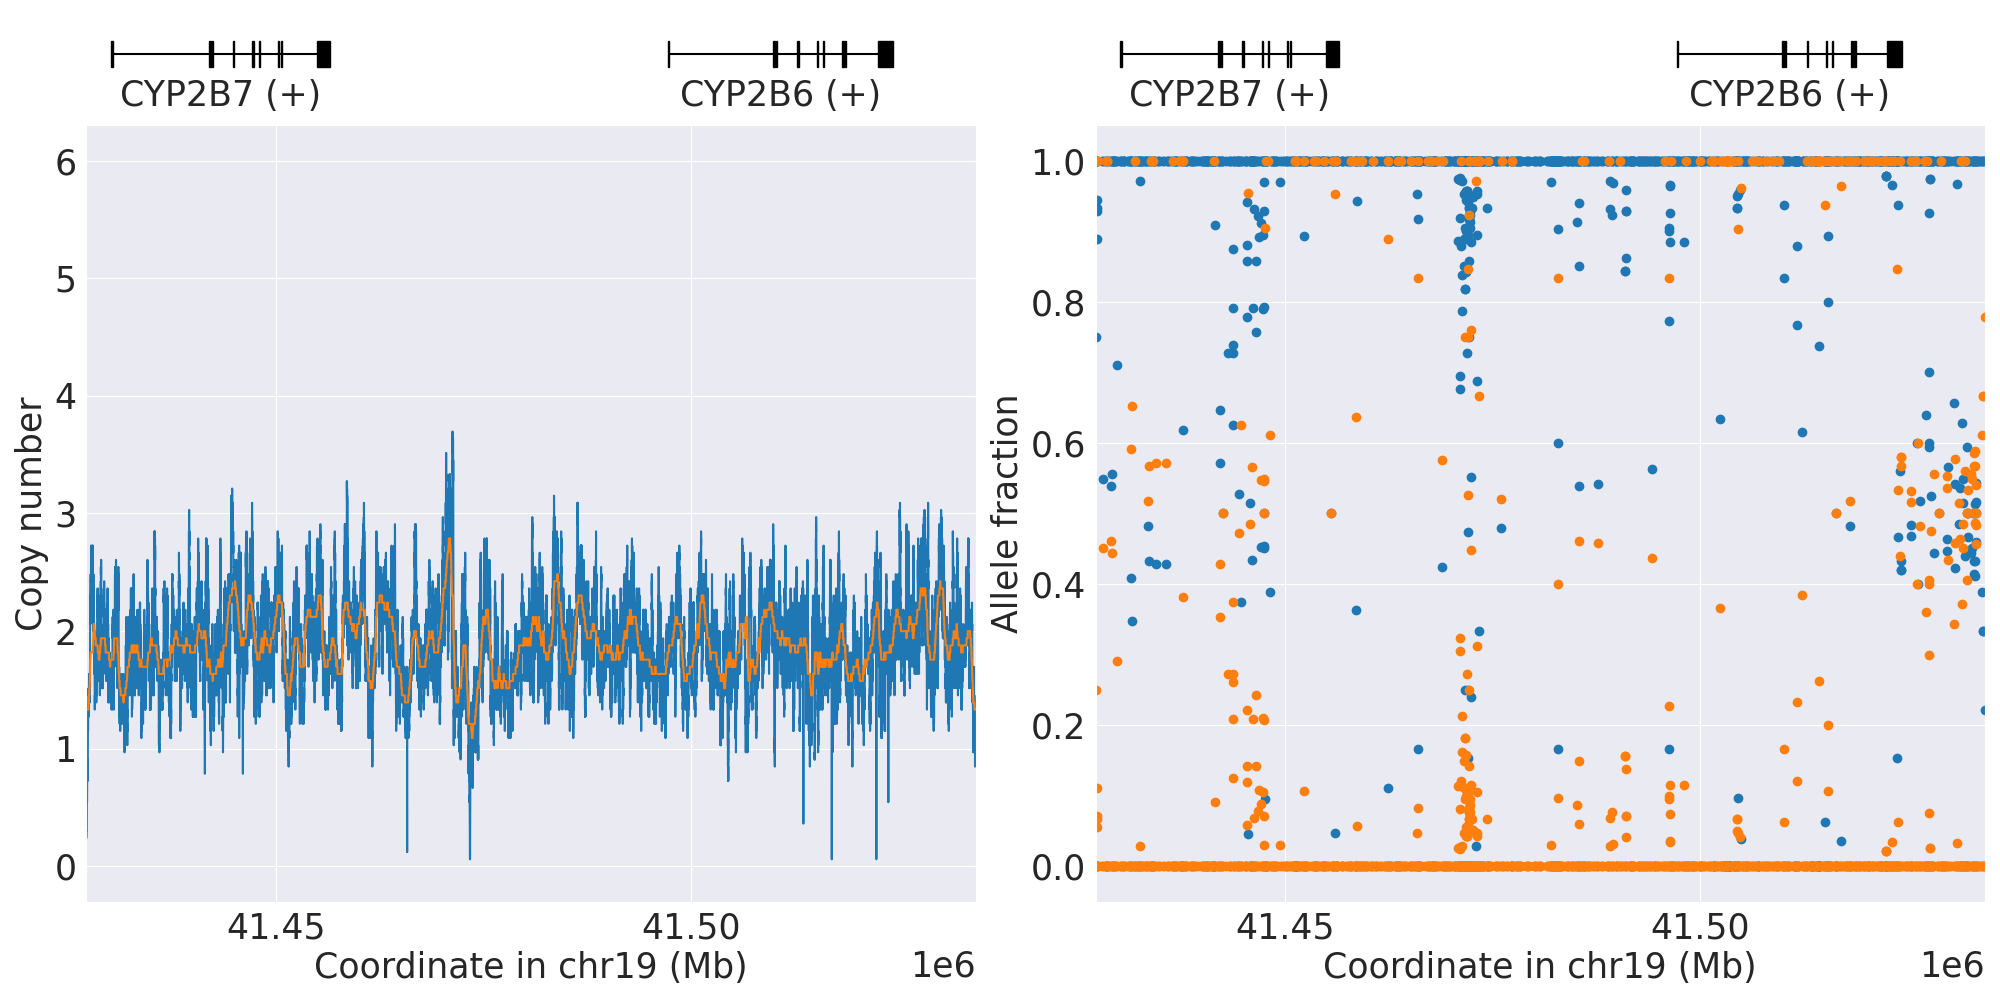 CYP2B7 (+)
CYP2B6 (+)
6
5
4
3
2
1
0
Copy number
41.45
41.50
Coordinate in chr19 (Mb)
1e6
CYP2B7 (+)
CYP2B6 (+)
1.0
0.8
0.6
0.4
0.2
0.0
Allele fraction
41.45
41.50
Coordinate in chr19 (Mb)
1e6